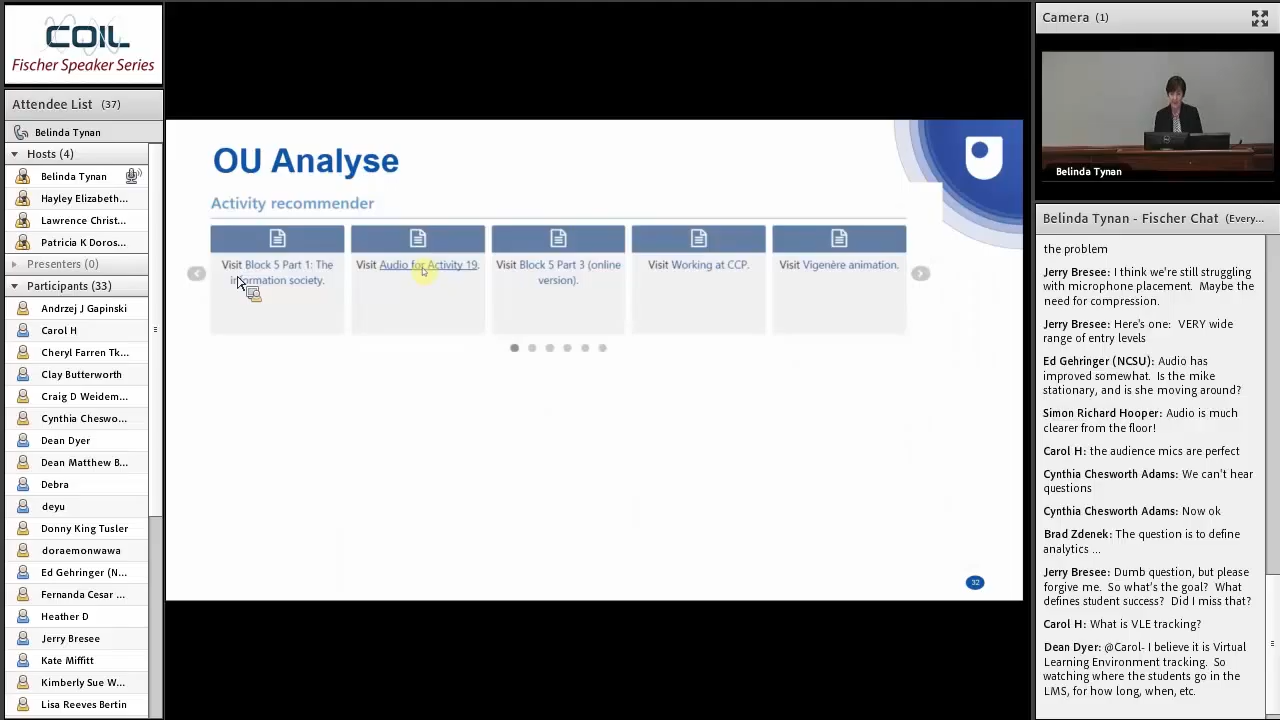 COIL
Fischer Speaker Series
Attendee List (37)
Belinda Tynan
Hosts (4)
Belinda Tynan
Hayley Elizabeth...
Lawrence Christ...
Patricia K Doros...
Presenters (0)
Participants (33)
Andrzej J Gapinski
Carol H
Cheryl Farren Tk...
Clay Butterworth
Craig D Weidem...
Cynthia Cheswo...
Dean Dyer
Dean Matthew B...
Debra
deyu
Donny King Tusler
doraemonwawa
Ed Gehringer (N...
Fernanda Cesar ...
Heather D
Jerry Bresee
Kate Miffitt
Kimberly Sue W...
Lisa Reeves Bertin
OU Analyse
Activity recommender
Visit Block 5 Part 1: The
information society.
Visit Audio for Activity 19.
Visit Block 5 Part 3 (online
version).
Visit Working at CCP.
Visit Vigenère animation.
32
Camera (1)
Belinda Tynan
Belinda Tynan - Fischer Chat (Every...
the problem
Jerry Bresee: I think we're still struggling
with microphone placement. Maybe the
need for compression.
Jerry Bresee: Here's one: VERY wide
range of entry levels
Ed Gehringer (NCSU): Audio has
improved somewhat. Is the mike
stationary, and is she moving around?
Simon Richard Hooper: Audio is much
clearer from the floor!
Carol H: the audience mics are perfect
Cynthia Chesworth Adams: We can't hear
questions
Cynthia Chesworth Adams: Now ok
Brad Zdenek: The question is to define
analytics ...
Jerry Bresee: Dumb question, but please
forgive me. So what's the goal? What
defines student success? Did I miss that?
Carol H: What is VLE tracking?
Dean Dyer: @Carol- I believe it is Virtual
Learning Environment tracking. So
watching where the students go in the
LMS, for how long, when, etc.